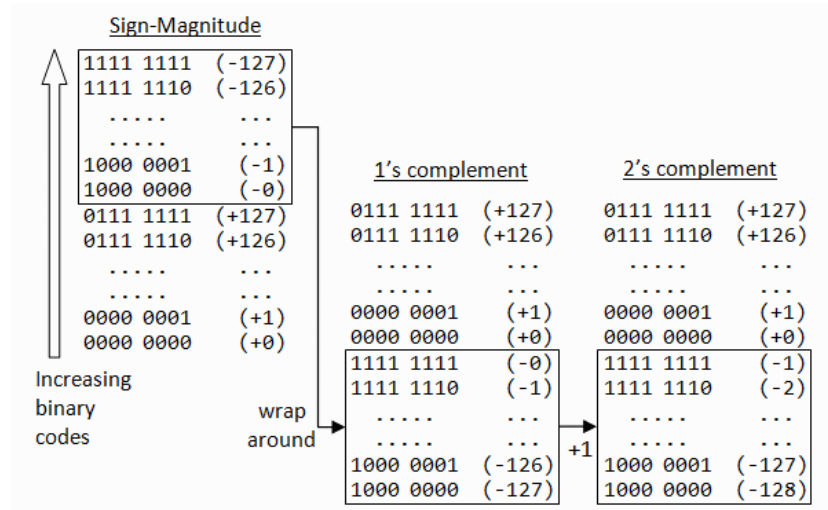 Sign-Magnitude
1111 1111 (-127)
1111 1110 (-126)
..... ...
..... ...
1000 0001 (-1)
1000 0000 (-0)
0111 1111 (+127)
0111 1110 (+126)
..... ...
..... ...
0000 0001 (+1)
0000 0000 (+0)
Increasing
binary
codes
wrap
around
1's complement
0111 1111 (+127)
0111 1110 (+126)
..... ...
..... ...
0000 0001 (+1)
0000 0000 (+0)
1111 1111 (-0)
1111 1110 (-1)
..... ...
..... ...
1000 0001 (-126)
1000 0000 (-127)
+1
2's complement
0111 1111 (+127)
0111 1110 (+126)
..... ...
..... ...
0000 0001 (+1)
0000 0000 (+0)
1111 1111 (-1)
1111 1110 (-2)
..... ...
..... ...
1000 0001 (-127)
1000 0000 (-128)